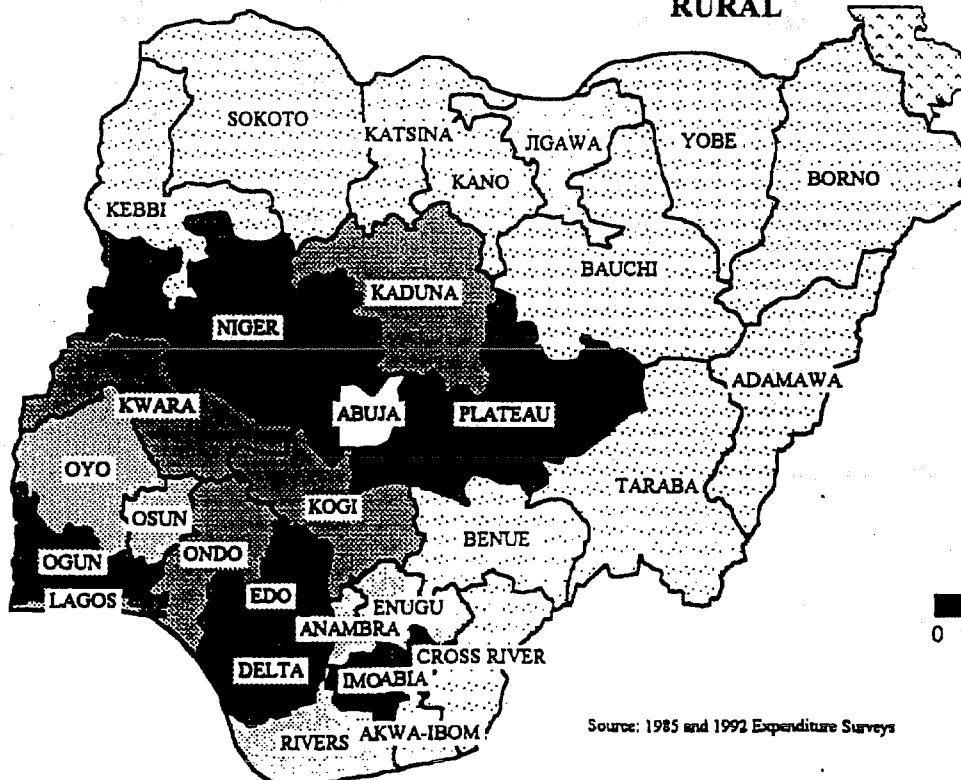 RURAL
SOKOTO
KATSINA
JIGAWA
YOBE
KANO
BORNO
KEBBI
BAUCHI
KADUNA
NIGER
ADAMAWA
KWARA
ABUJA
PLATEAU
OYO
TARABA
KOGI
OSUN
BENUE
ONDO
OGUN
EDO
LAGOS
ENUGU
ANAMBRA
0
CROSS RIVER
DELTA
IMO
ABIA
AKWA-IBOM
RIVERS
Source: 1985 and 1992 Expenditure Surveys